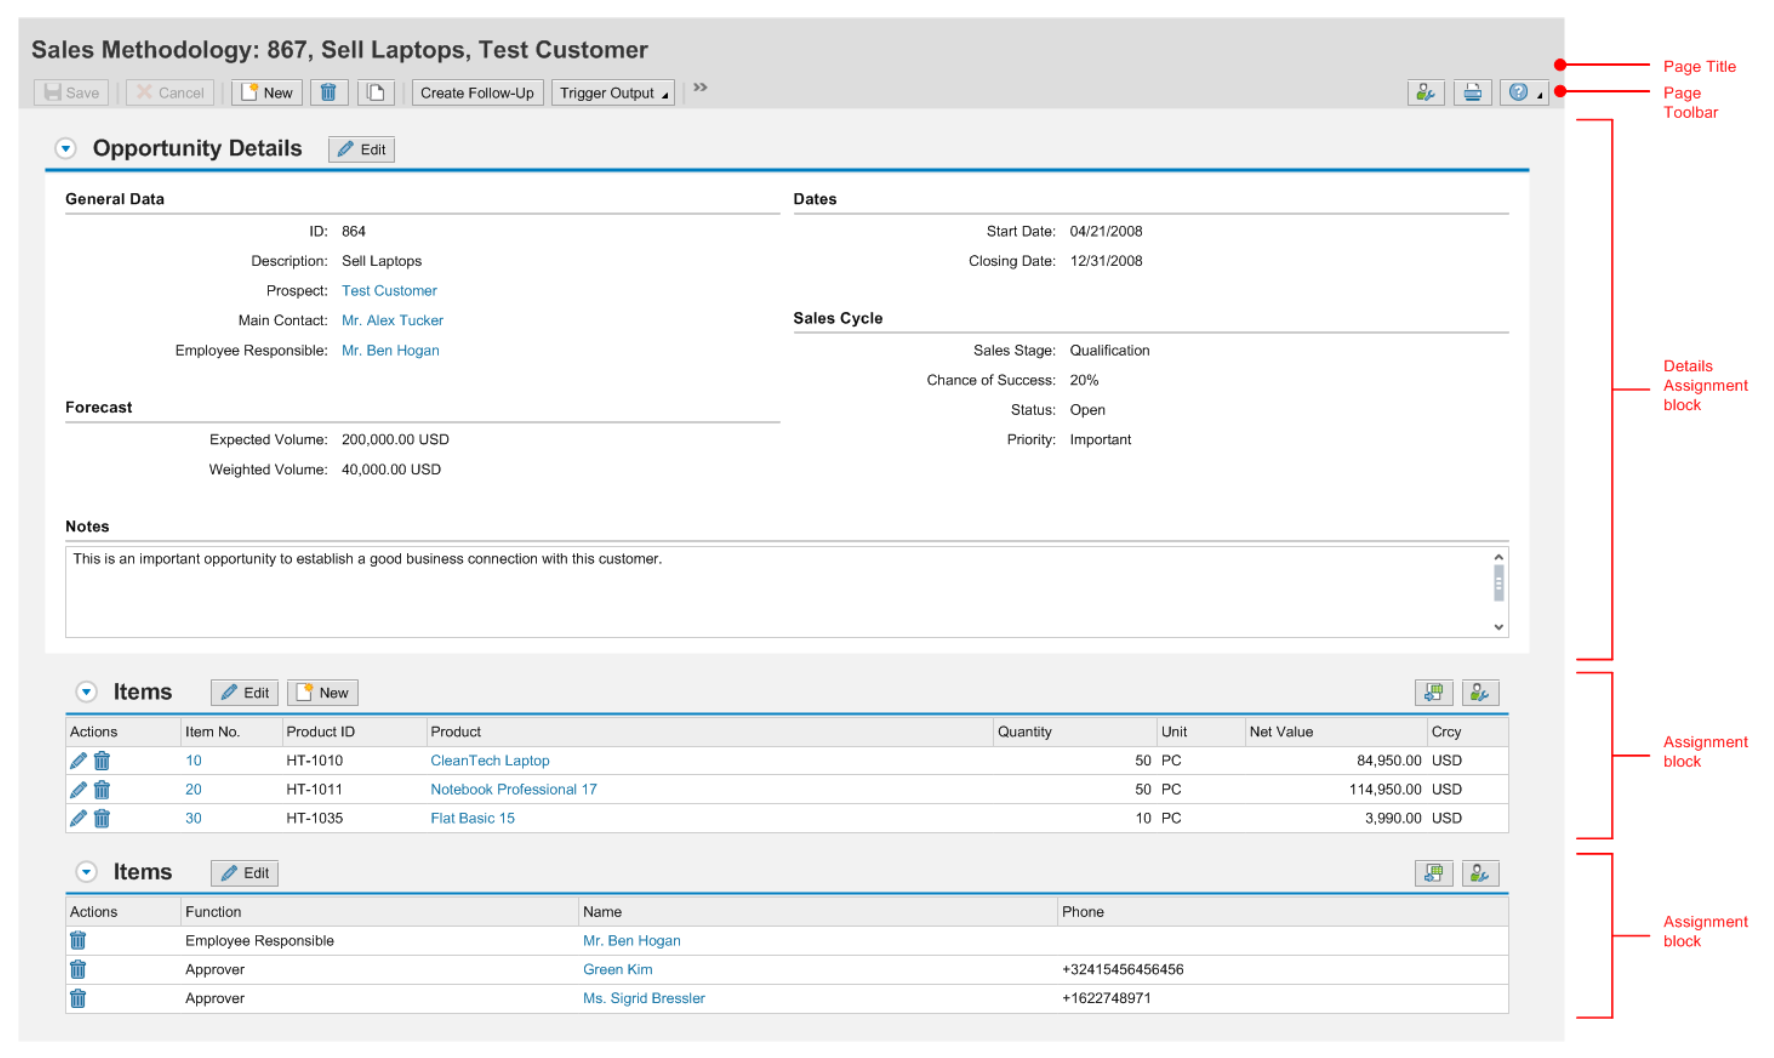 Sales Methodology: 867, Sell Laptops, Test Customer
Page Title
Save Cancel New Create Follow-Up Trigger Output >>
Page
Toolbar
Opportunity Details Edit
General Data
ID: 864
Description: Sell Laptops
Prospect: Test Customer
Main Contact: Mr. Alex Tucker
Employee Responsible: Mr. Ben Hogan
Forecast
Expected Volume: 200,000.00 USD
Weighted Volume: 40,000.00 USD
Dates
Start Date: 04/21/2008
Closing Date: 12/31/2008
Sales Cycle
Sales Stage: Qualification
Chance of Success: 20%
Status: Open
Priority: Important
Details
Assignment
block
Notes
This is an important opportunity to establish a good business connection with this customer.
Items Edit New
Actions Item No. Product ID Product Quantity Unit Net Value Crcy
10 HT-1010 CleanTech Laptop 50 PC 84,950.00 USD
20 HT-1011 Notebook Professional 17 50 PC 114,950.00 USD
30 HT-1035 Flat Basic 15 10 PC 3,990.00 USD
Assignment
block
Items Edit
Actions Function Name Phone
Employee Responsible Mr. Ben Hogan
Approver Green Kim +32415456456456
Approver Ms. Sigrid Bressler +1622748971
Assignment
block